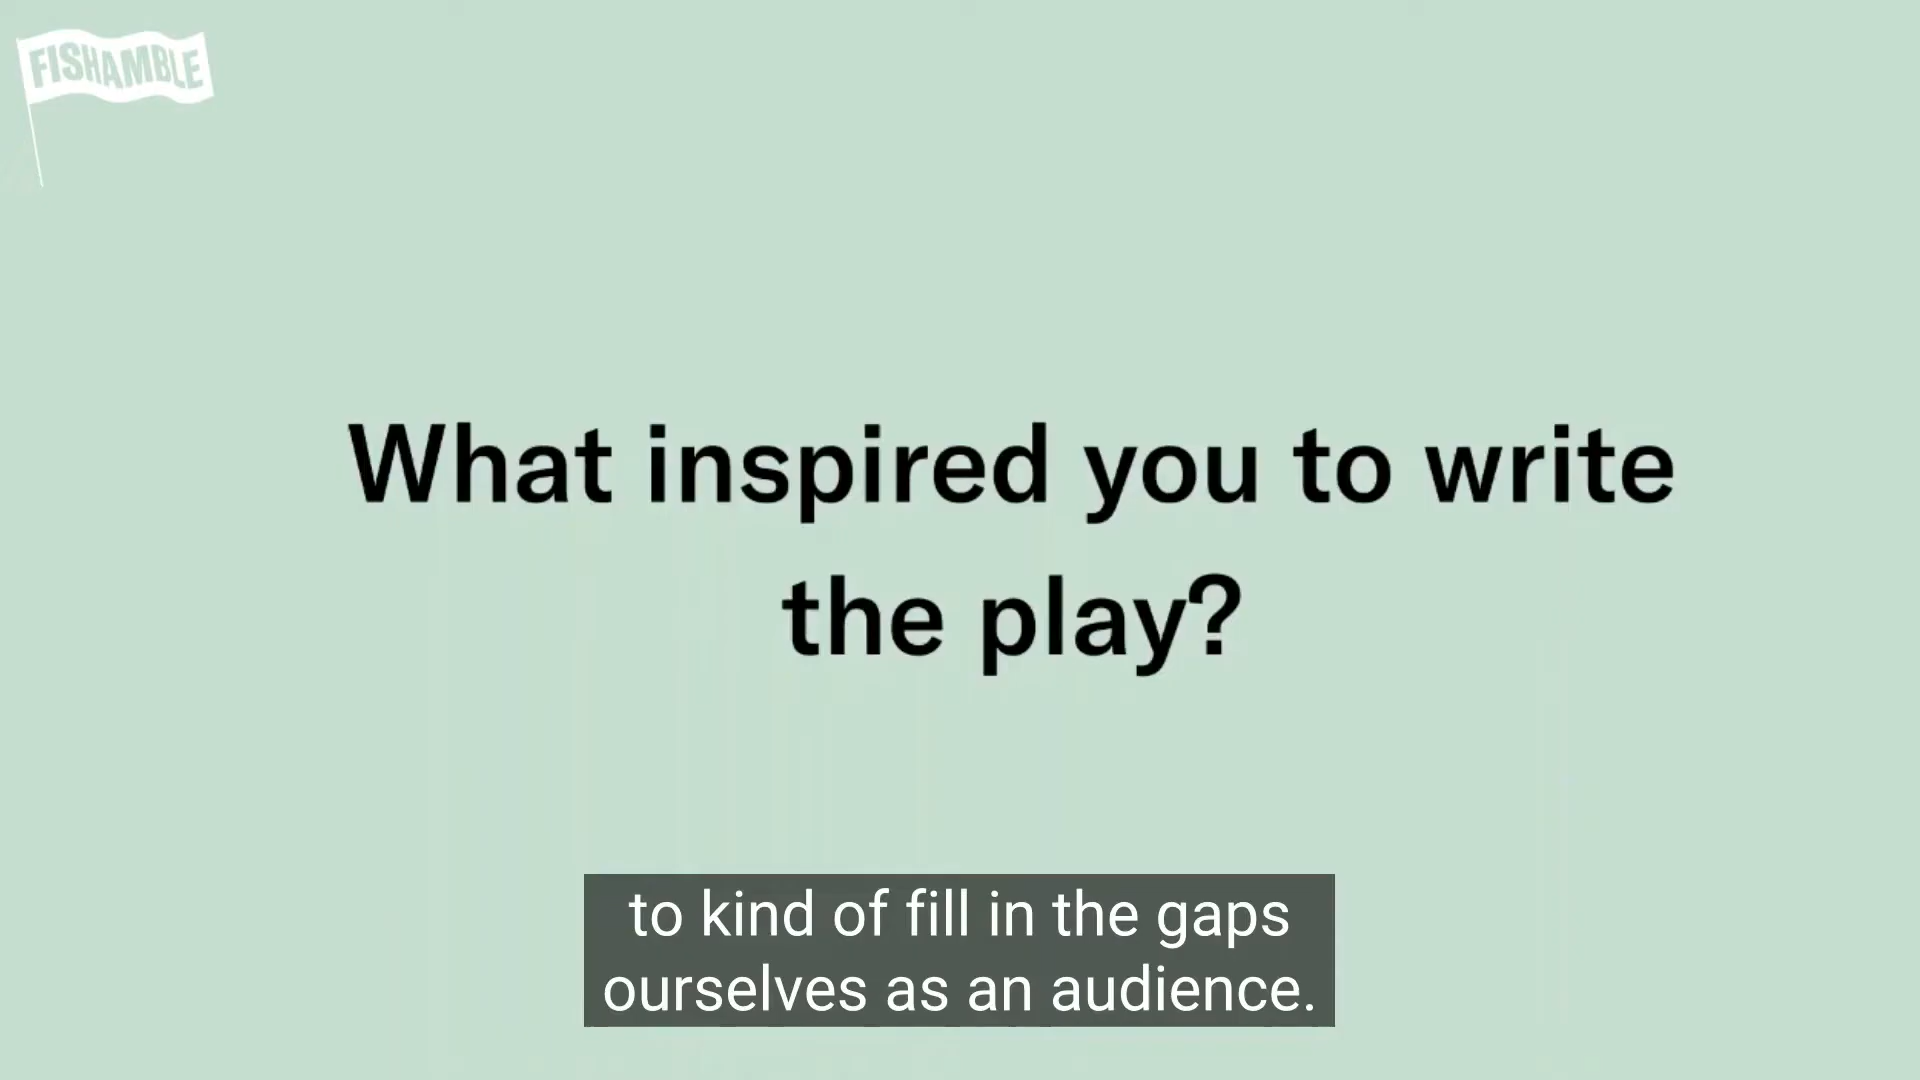 FISHAMBLE
What inspired you to write
the play?
to kind of fill in the gaps
ourselves as an audience.